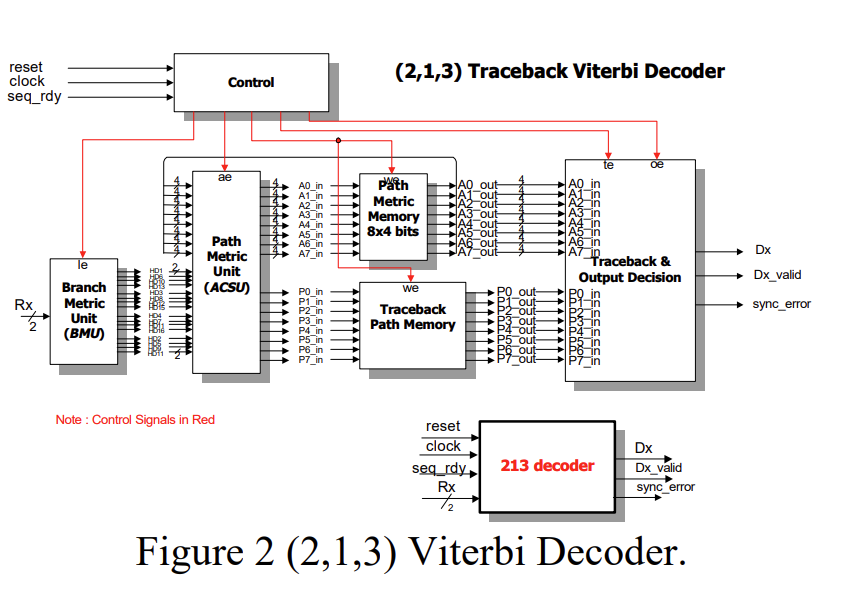 (2,1,3) Traceback Viterbi Decoder
reset
clock
seq_rdy
Control
te
oe
ae
we
4
4
4
4
4
4
4
4
A0_in
A1_in
A2_in
A3_in
A4_in
A5_in
A6_in
A7_in
Path
Metric
Memory
8x4 bits
A0_out
A1_out
A2_out
A3_out
A4_out
A5_out
A6_out
A7_out
A0_in
A1_in
A2_in
A3_in
A4_in
A5_in
A6_in
A7_in
Path
Metric
Unit
(ACSU)
le
Branch
Metric
Unit
(BMU)
Rx
2
HD1
HD6
HD10
HD13
HD3
HD8
HD12
HD15
HD4
HD7
HD11
HD16
HD2
HD5
HD9
HD11
2
2
P0_in
P1_in
P2_in
P3_in
P4_in
P5_in
P6_in
P7_in
we
Traceback
Path Memory
P0_out
P1_out
P2_out
P3_out
P4_out
P5_out
P6_out
P7_out
Traceback &
Output Decision
P0_in
P1_in
P2_in
P3_in
P4_in
P5_in
P6_in
P7_in
Dx
Dx_valid
sync_error
Note : Control Signals in Red
reset
clock
seq_rdy
Rx
2
213 decoder
Dx
Dx_valid
sync_error
Figure 2 (2,1,3) Viterbi Decoder.